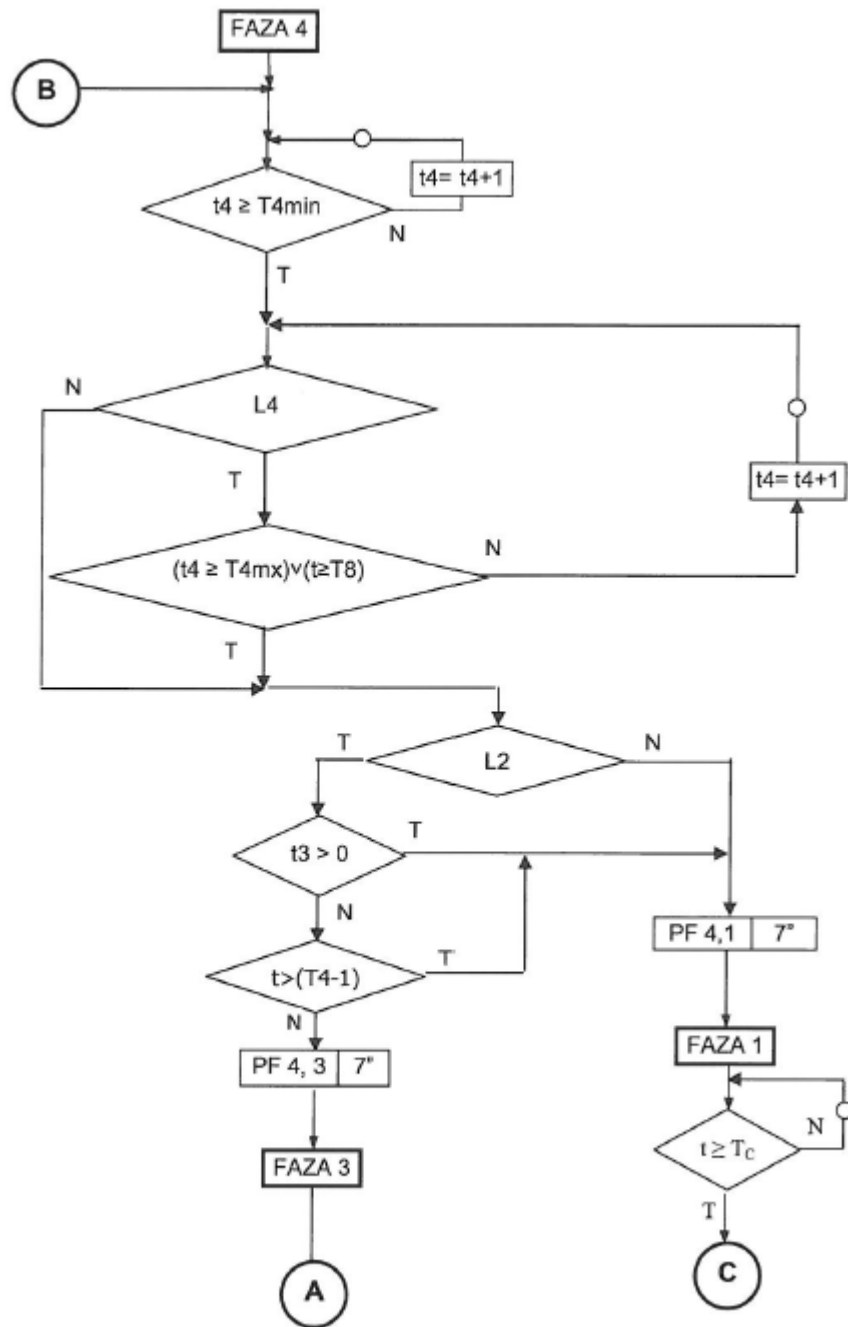 FAZA 4
B
t4= t4+1
t4 ≥ T4min
N
T
N
L4
T
t4= t4+1
(t4 ≥ T4mx)v(t≥T8)
N
T
T
L2
N
t3 > 0
T
N
t>(T4-1)
T
N
PF 4,1 7”
PF 4, 3 7”
FAZA 1
N
t ≥ TC
FAZA 3
T
A
C